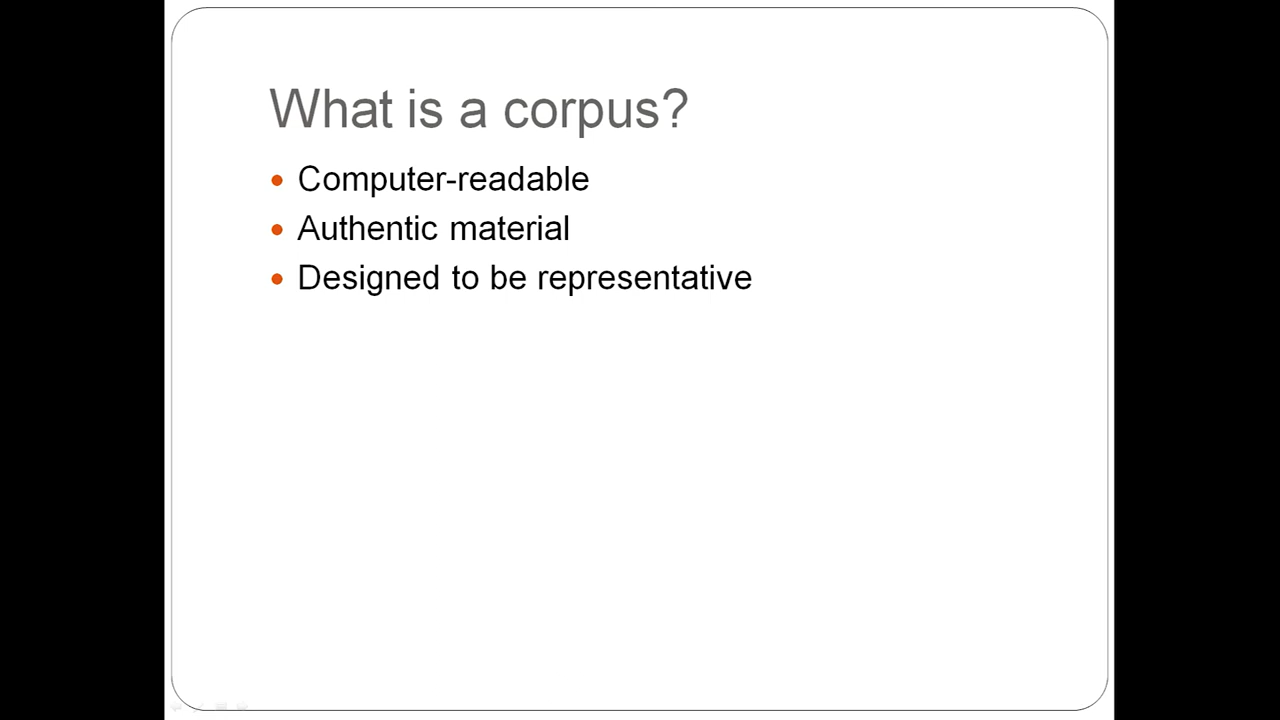 What is a corpus?
Computer-readable
Authentic material
Designed to be representative